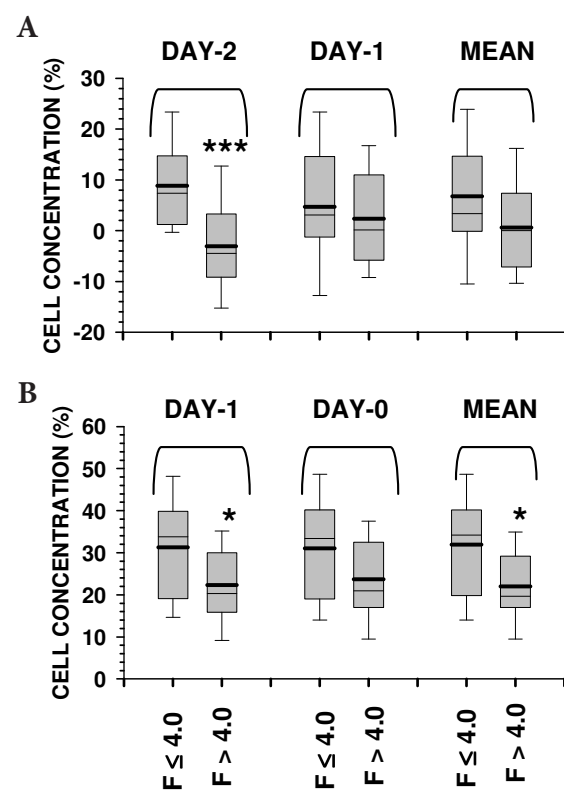 A
DAY-2 DAY-1 MEAN
CELL CONCENTRATION (%)
30
20
10
0
-10
-20
***
B
DAY-1 DAY-0 MEAN
CELL CONCENTRATION (%)
60
50
40
30
20
10
0
* *
F ≤ 4.0 F > 4.0 F ≤ 4.0 F > 4.0 F ≤ 4.0 F > 4.0